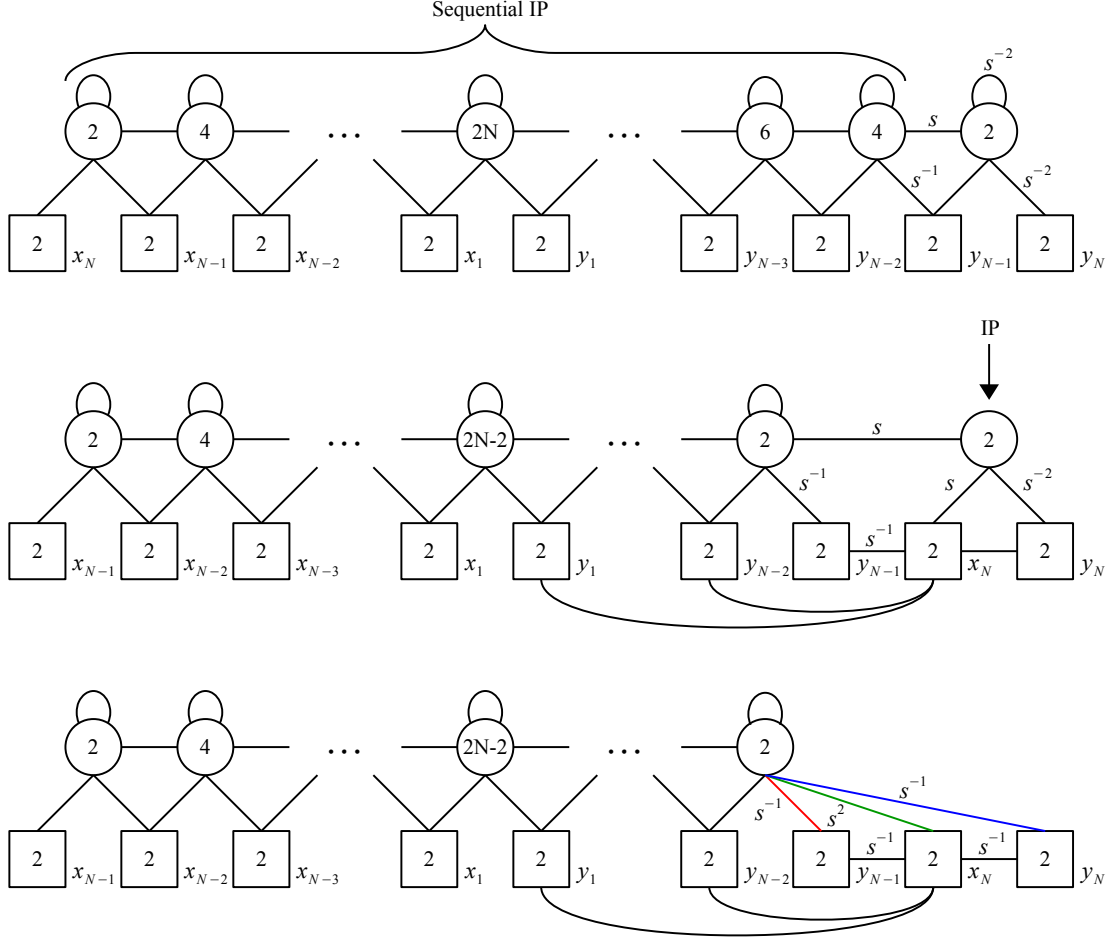 Sequential IP
s^{-2}
2 4 ... 2N ... 6 4 s 2
s^{-1} s^{-2}
2 2 2 2 2 2 2 2 2
x_N x_{N-1} x_{N-2} x_1 y_1 y_{N-3} y_{N-2} y_{N-1} y_N
IP
2 4 ... 2N-2 ... 2 s 2
s^{-1} s s^{-2}
2 2 2 2 2 2 2 s^{-1} 2 2
x_{N-1} x_{N-2} x_{N-3} x_1 y_1 y_{N-2} y_{N-1} x_N y_N
2 4 ... 2N-2 ... 2
s^{-1} s^2 s^{-1}
2 2 2 2 2 2 2 s^{-1} 2 s^{-1} 2
x_{N-1} x_{N-2} x_{N-3} x_1 y_1 y_{N-2} y_{N-1} x_N y_N